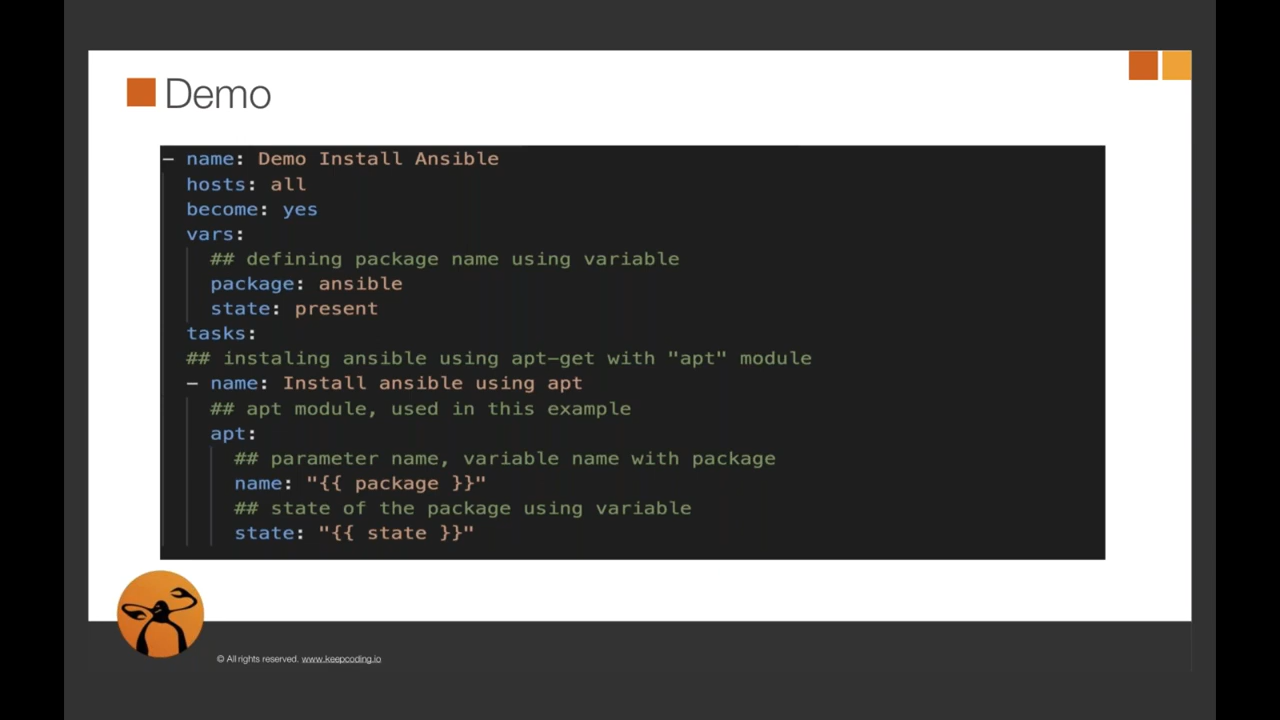 Demo
- name: Demo Install Ansible
hosts: all
become: yes
vars:
## defining package name using variable
package: ansible
state: present
tasks:
## instaling ansible using apt-get with "apt" module
- name: Install ansible using apt
## apt module, used in this example
apt:
## parameter name, variable name with package
name: "{{ package }}"
## state of the package using variable
state: "{{ state }}"
© All rights reserved. www.keepcoding.io